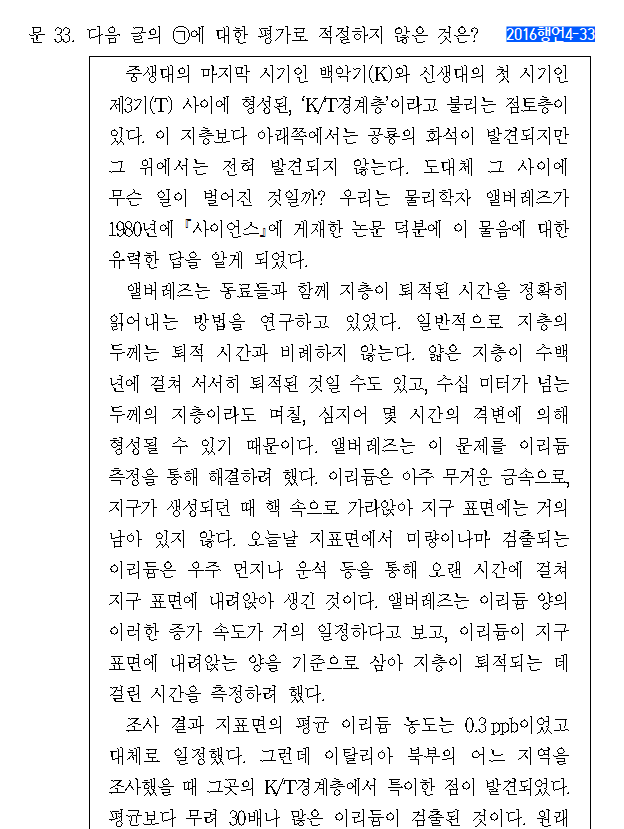 문 33. 다음 글의 ㉠에 대한 평가로 적절하지 않은 것은? 2016행언4-33
중생대의 마지막 시기인 백악기(K)와 신생대의 첫 시기인
제3기(T) 사이에 형성된, ‘K/T경계층’이라고 불리는 점토층이
있다. 이 지층보다 아래쪽에서는 공룡의 화석이 발견되지만
그 위에서는 전혀 발견되지 않는다. 도대체 그 사이에
무슨 일이 벌어진 것일까? 우리는 물리학자 앨버레즈가
1980년에 『사이언스』에 게재한 논문 덕분에 이 물음에 대한
유력한 답을 알게 되었다.
앨버레즈는 동료들과 함께 지층이 퇴적된 시간을 정확히
읽어내는 방법을 연구하고 있었다. 일반적으로 지층의
두께는 퇴적 시간과 비례하지 않는다. 얇은 지층이 수백
년에 걸쳐 서서히 퇴적된 것일 수도 있고, 수십 미터가 넘는
두께의 지층이라도 며칠, 심지어 몇 시간의 격변에 의해
형성될 수 있기 때문이다. 앨버레즈는 이 문제를 이리듐
측정을 통해 해결하려 했다. 이리듐은 아주 무거운 금속으로,
지구가 생성되던 때 핵 속으로 가라앉아 지구 표면에는 거의
남아 있지 않다. 오늘날 지표면에서 미량이나마 검출되는
이리듐은 우주 먼지나 운석 등을 통해 오랜 시간에 걸쳐
지구 표면에 내려앉아 생긴 것이다. 앨버레즈는 이리듐 양의
이러한 증가 속도가 거의 일정하다고 보고, 이리듐이 지구
표면에 내려앉는 양을 기준으로 삼아 지층이 퇴적되는 데
걸린 시간을 측정하려 했다.
조사 결과 지표면의 평균 이리듐 농도는 0.3 ppb이었고
대체로 일정했다. 그런데 이탈리아 북부의 어느 지역을
조사했을 때 그곳의 K/T경계층에서 특이한 점이 발견되었다.
평균보다 무려 30배나 많은 이리듐이 검출된 것이다. 원래